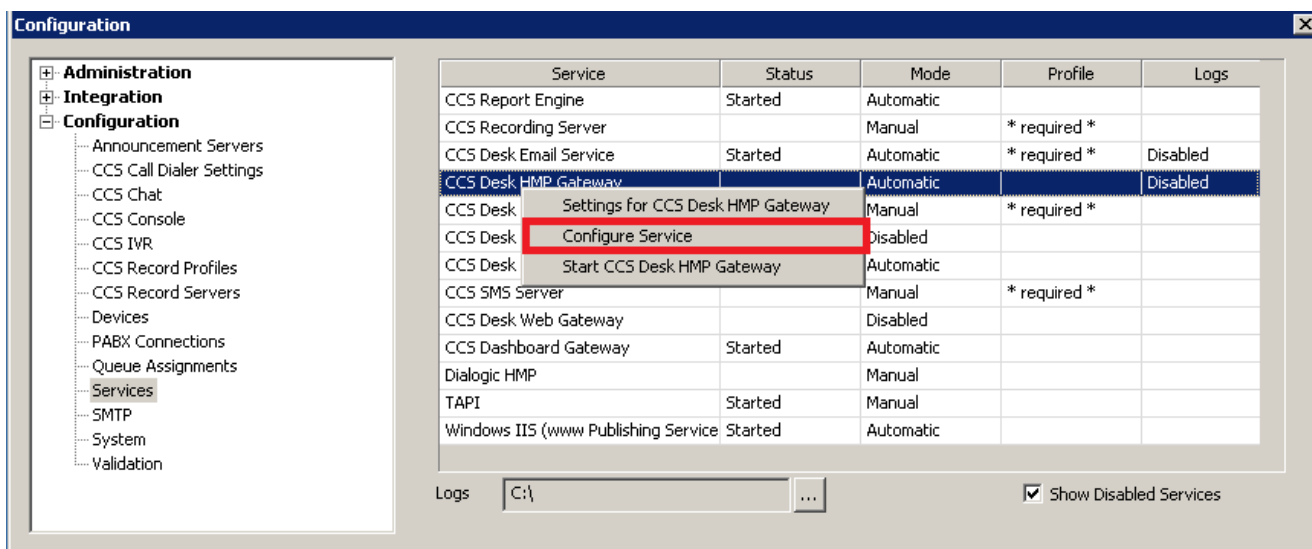 Configuration
Administration
Integration
Configuration
Announcement Servers
CCS Call Dialer Settings
CCS Chat
CCS Console
CCS IVR
CCS Record Profiles
CCS Record Servers
Devices
PABX Connections
Queue Assignments
Services
SMTP
System
Validation
Service Status Mode Profile Logs
CCS Report Engine Started Automatic
CCS Recording Server Manual * required *
CCS Desk Email Service Started Automatic * required * Disabled
CCS Desk HMP Gateway Automatic Disabled
CCS Desk Manual * required *
CCS Desk Disabled
CCS Desk Automatic
Settings for CCS Desk HMP Gateway
Configure Service
Start CCS Desk HMP Gateway
CCS SMS Server Manual * required *
CCS Desk Web Gateway Disabled
CCS Dashboard Gateway Started Automatic
Dialogic HMP Manual
TAPI Started Manual
Windows IIS (www Publishing Service Started Automatic
Logs C:\ ... Show Disabled Services